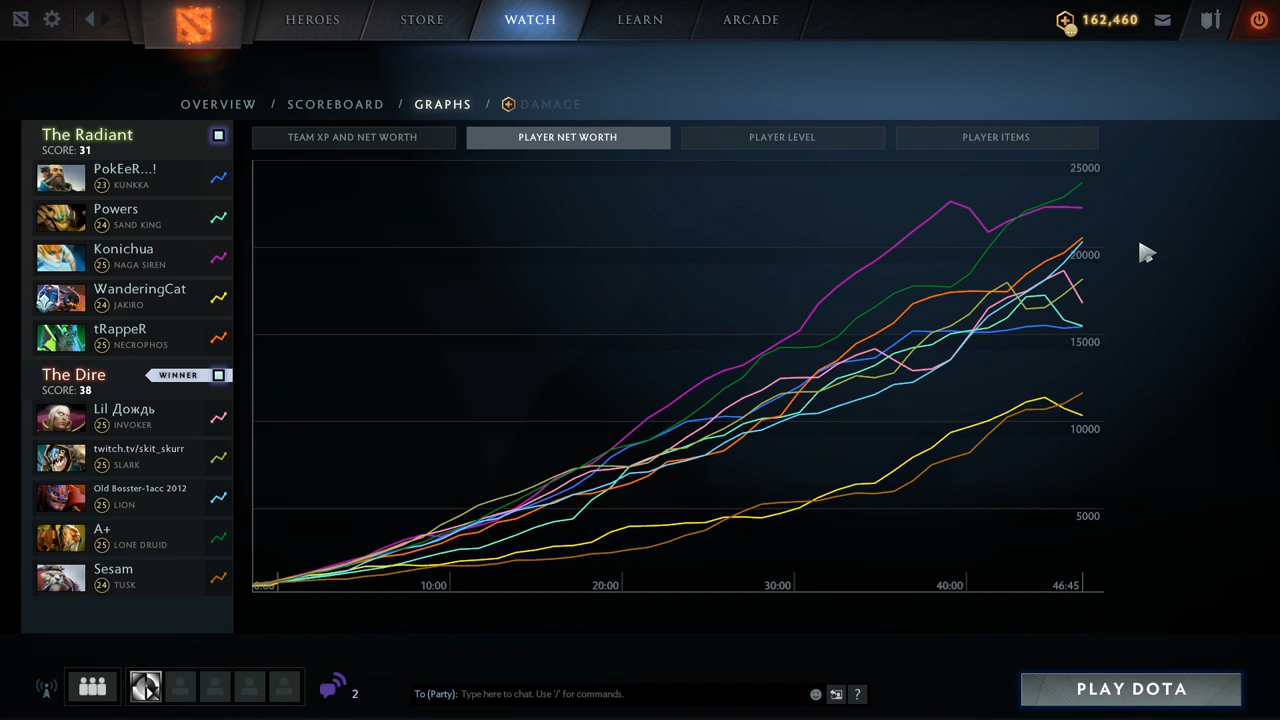 HEROES STORE WATCH LEARN ARCADE 162,460
OVERVIEW / SCOREBOARD / GRAPHS / DAMAGE
The Radiant
SCORE: 31
PokEeR...!
23 KUNKKA
Powers
24 SAND KING
Konichua
25 NAGA SIREN
WanderingCat
24 JAKIRO
tRappeR
25 NECROPHOS
The Dire WINNER
SCORE: 38
Lil Дождь
25 INVOKER
twitch.tv/skit_skurr
25 SLARK
Old Bosster-1acc 2012
25 LION
A+
25 LONE DRUID
Sesam
24 TUSK
TEAM XP AND NET WORTH PLAYER NET WORTH PLAYER LEVEL PLAYER ITEMS
25000
20000
15000
10000
5000
0:00 10:00 20:00 30:00 40:00 46:45
2 To (Party): Type here to chat. Use '/' for commands. ? PLAY DOTA